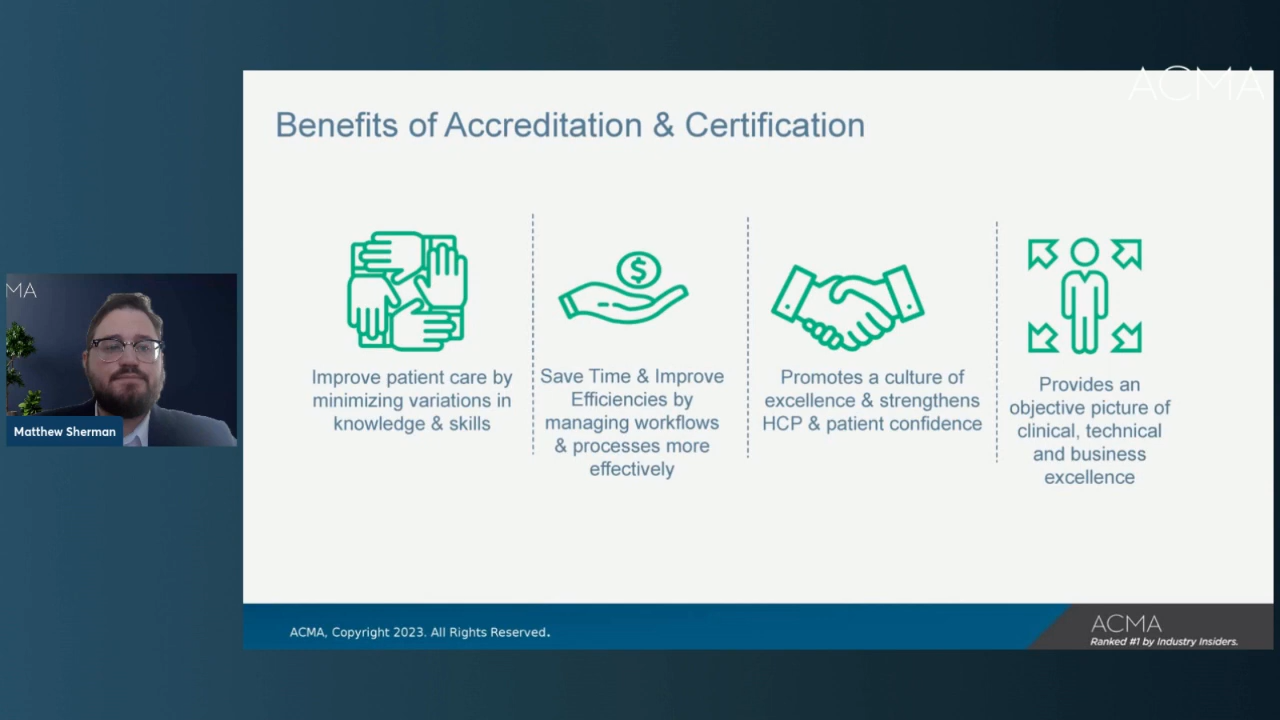 ACMA
Benefits of Accreditation & Certification
MA
Matthew Sherman
$
Improve patient care by
minimizing variations in
knowledge & skills
Save Time & Improve
Efficiencies by
managing workflows
& processes more
effectively
Promotes a culture of
excellence & strengthens
HCP & patient confidence
Provides an
objective picture of
clinical, technical
and business
excellence
ACMA, Copyright 2023. All Rights Reserved.
ACMA
Ranked #1 by Industry Insiders.